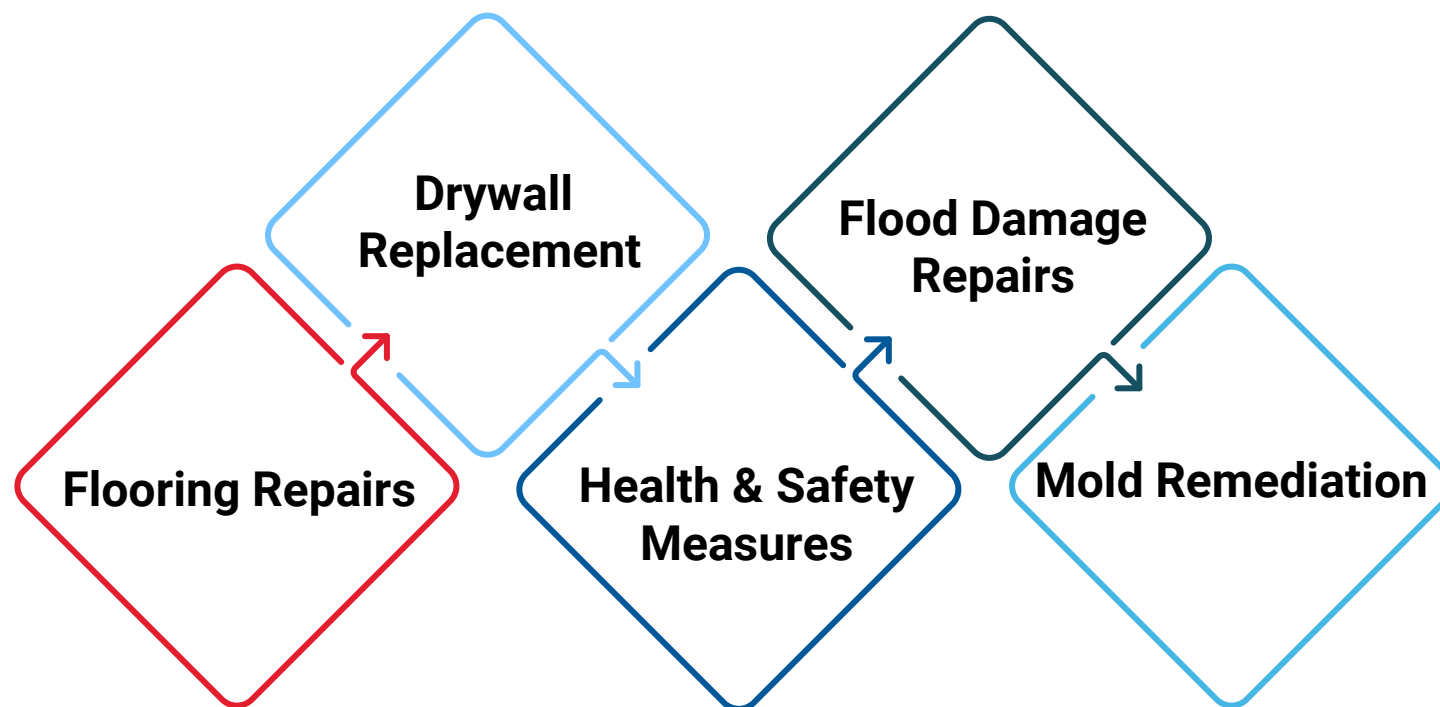 Flooring Repairs
Drywall
Replacement
Health & Safety
Measures
Flood Damage
Repairs
Mold Remediation